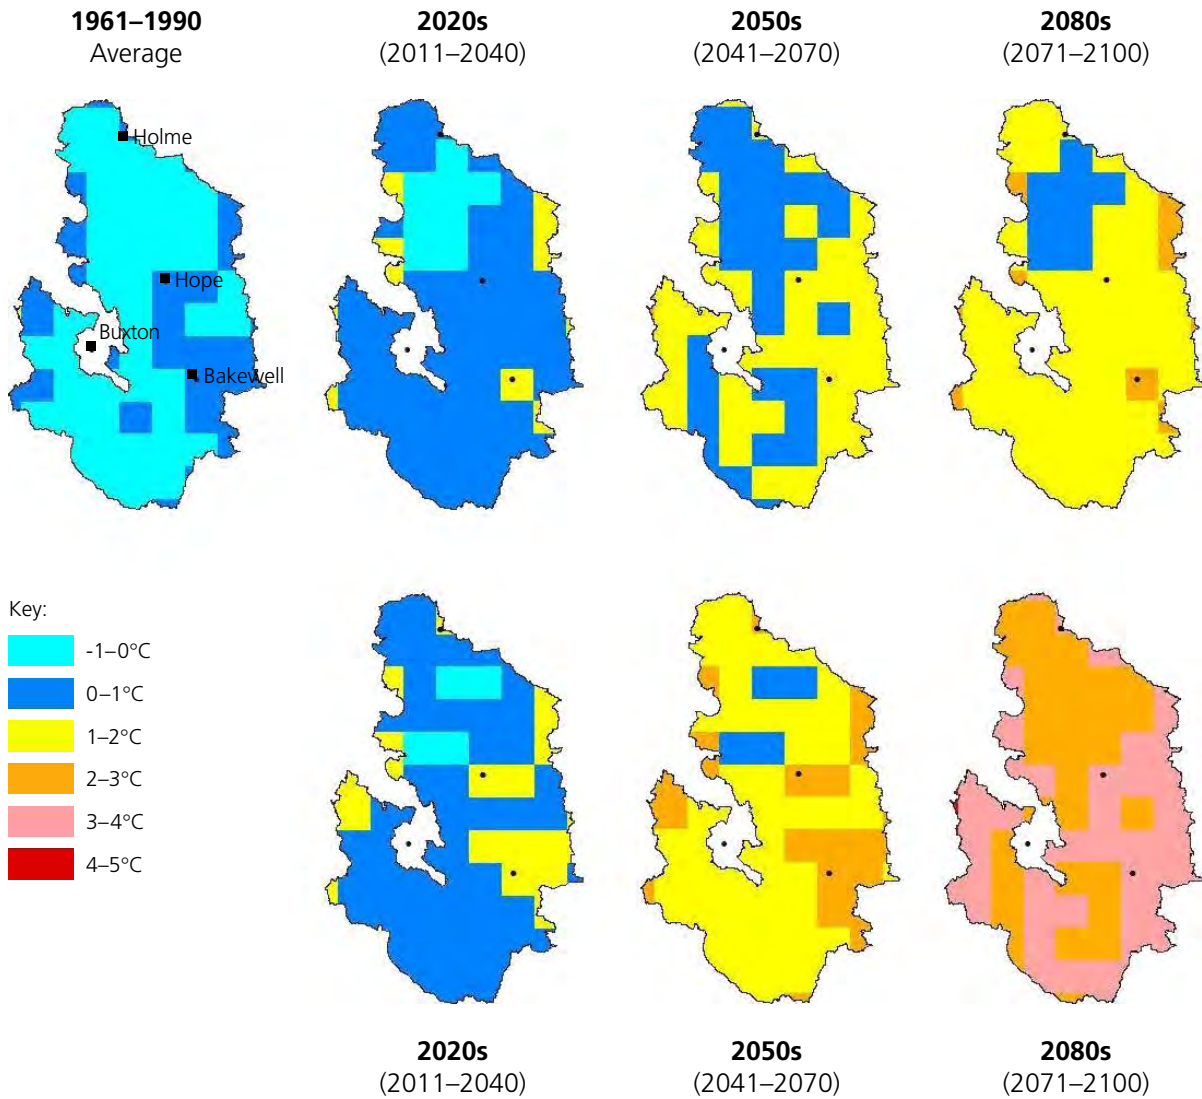 1961–1990
Average
2020s
(2011–2040)
2050s
(2041–2070)
2080s
(2071–2100)
Holme
Hope
Buxton
Bakewell
Key:
-1–0°C
0–1°C
1–2°C
2–3°C
3–4°C
4–5°C
2020s
(2011–2040)
2050s
(2041–2070)
2080s
(2071–2100)